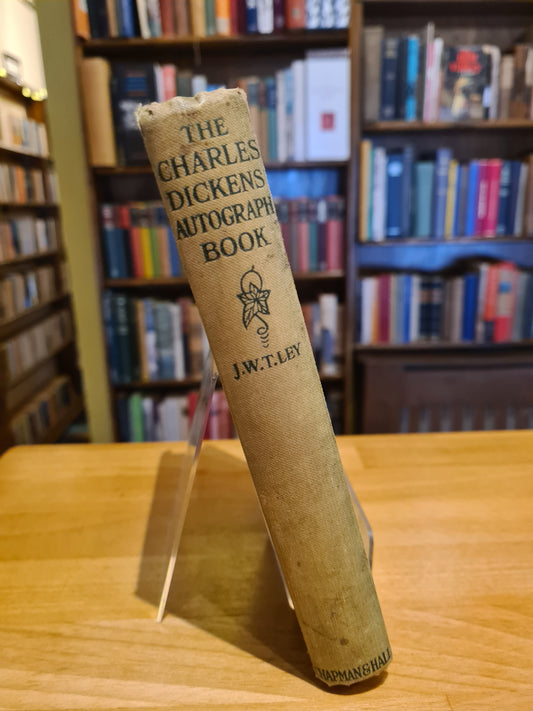 THE
CHARLES
DICKENS
AUTOGRAPH
BOOK
J.W.T.LEY
CHAPMAN & HALL